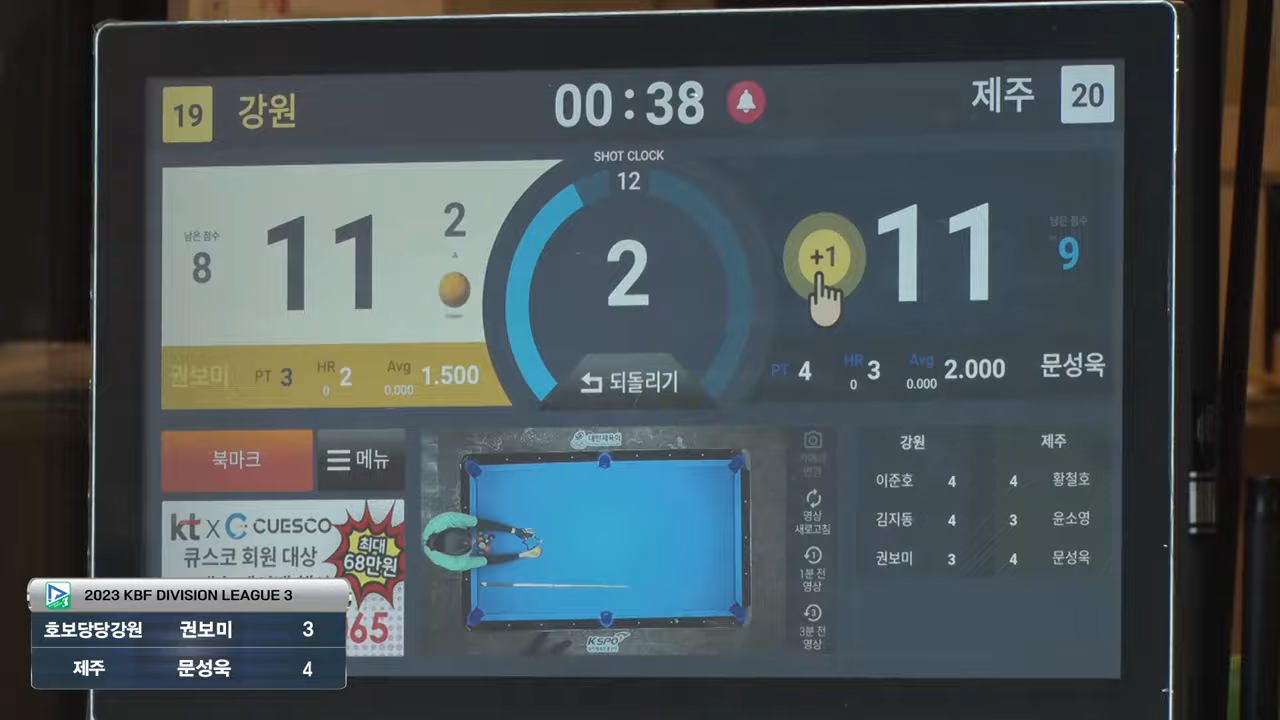 19 강원 00:38 제주 20
SHOT CLOCK
12
남은 점수
8
11
2
2
+1
11
남은 점수
9
권보미 PT 3 HR 2 0 Avg 0.000 1.500
되돌리기
PT 4 HR 0 3 Avg 0.000 2.000 문성욱
북마크
메뉴
kt X CUESCO
큐스코 회원 대상
최대
68만원
65
대한체육회
KSPO
영상
새로고침
1
1분 전
영상
3
3분 전
영상
강원 제주
이준호 4 4 황철호
김지동 4 3 윤소영
권보미 3 4 문성욱
2023 KBF DIVISION LEAGUE 3
호보당당강원 권보미 3
제주 문성욱 4